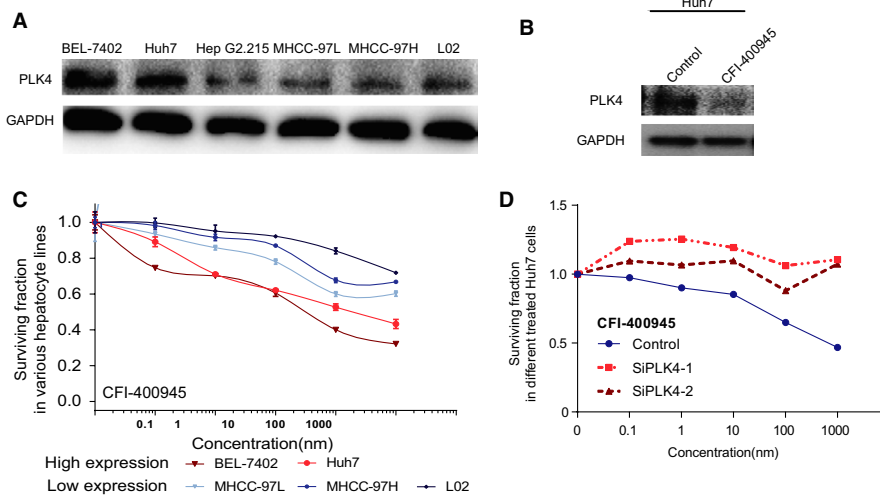 A
BEL-7402 Huh7 Hep G2.215 MHCC-97L MHCC-97H L02
PLK4
GAPDH
B
Huh7
Control CFI-400945
PLK4
GAPDH
C
Surviving fraction
in various hepatocyte lines
1.0
0.8
0.6
0.4
0.2
0.0
CFI-400945
0.1 1 10 100 1000
Concentration(nm)
High expression BEL-7402 Huh7
Low expression MHCC-97L MHCC-97H L02
D
Surviving fraction
in different treated Huh7 cells
1.5
1.0
0.5
0.0
CFI-400945
Control
SiPLK4-1
SiPLK4-2
0 0.1 1 10 100 1000
Concentration(nm)